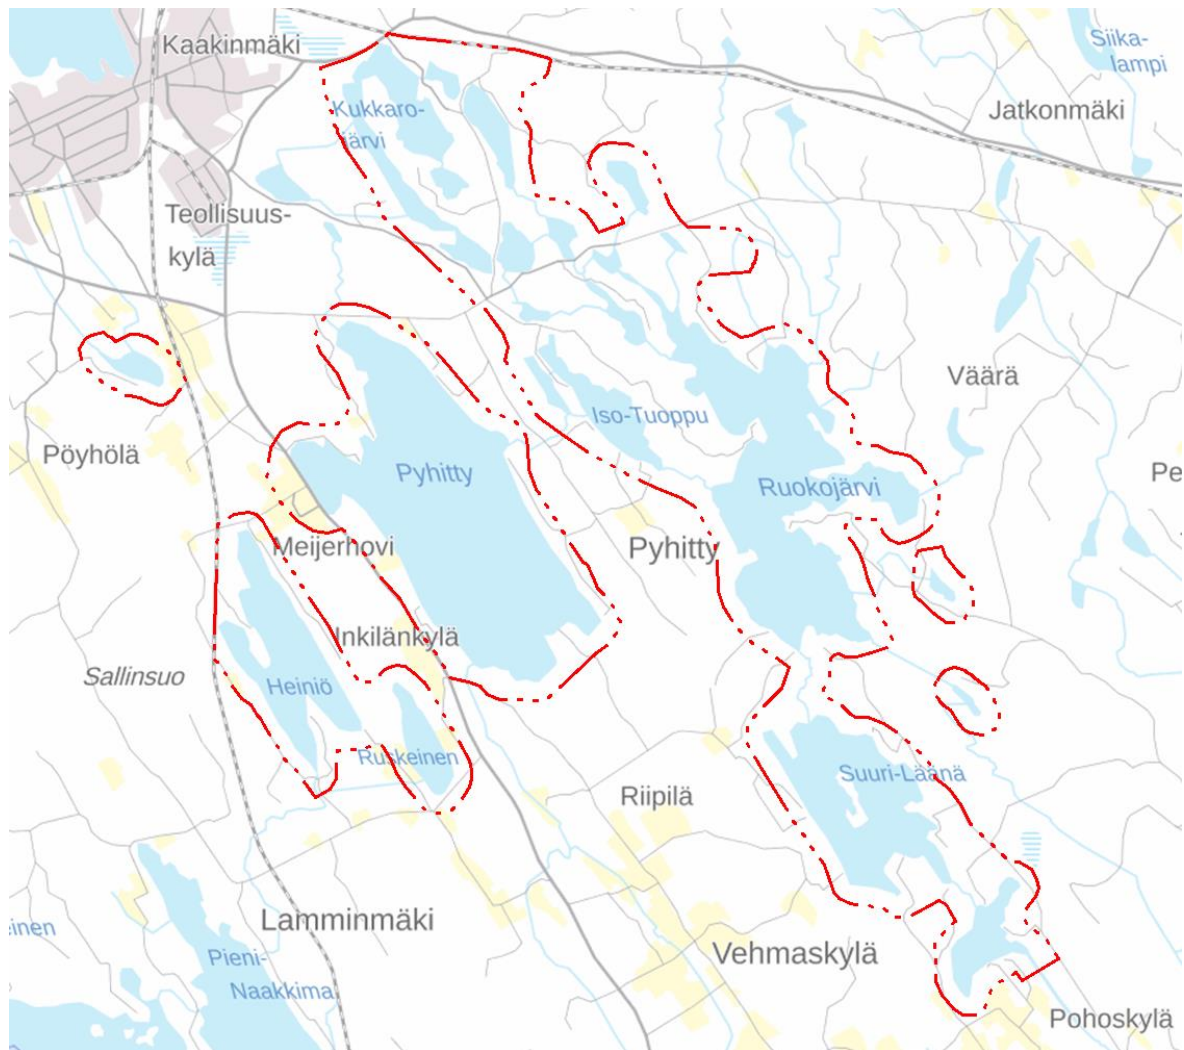 Kaakinmäki
Siika-
lampi
Jatkonmäki
Kukkaro-
järvi
Teollisuus-
kylä
Väärä
Iso-Tuoppu
Pöyhölä
Pyhitty
Pe
Ruokojärvi
Meijerhovi
Pyhitty
Inkilänkylä
Sallinsuo
Heiniö
Ruskeinen
Suuri-Läänä
Riipilä
Lamminmäki
einen
Vehmaskylä
Pieni-
Naakkima
Pohoskylä